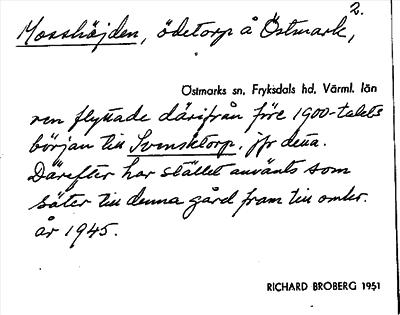 Mosshöjden, ödetorp å Östmark, 2.
Östmarks sn. Fryksdals hd. Värml. län
ren flyttade därifrån före 1900-talets
början till Svensktorp, jfr detta.
Därefter har stället använts som
säter till denna gård fram till omkr.
år 1945.
RICHARD BROBERG 1951